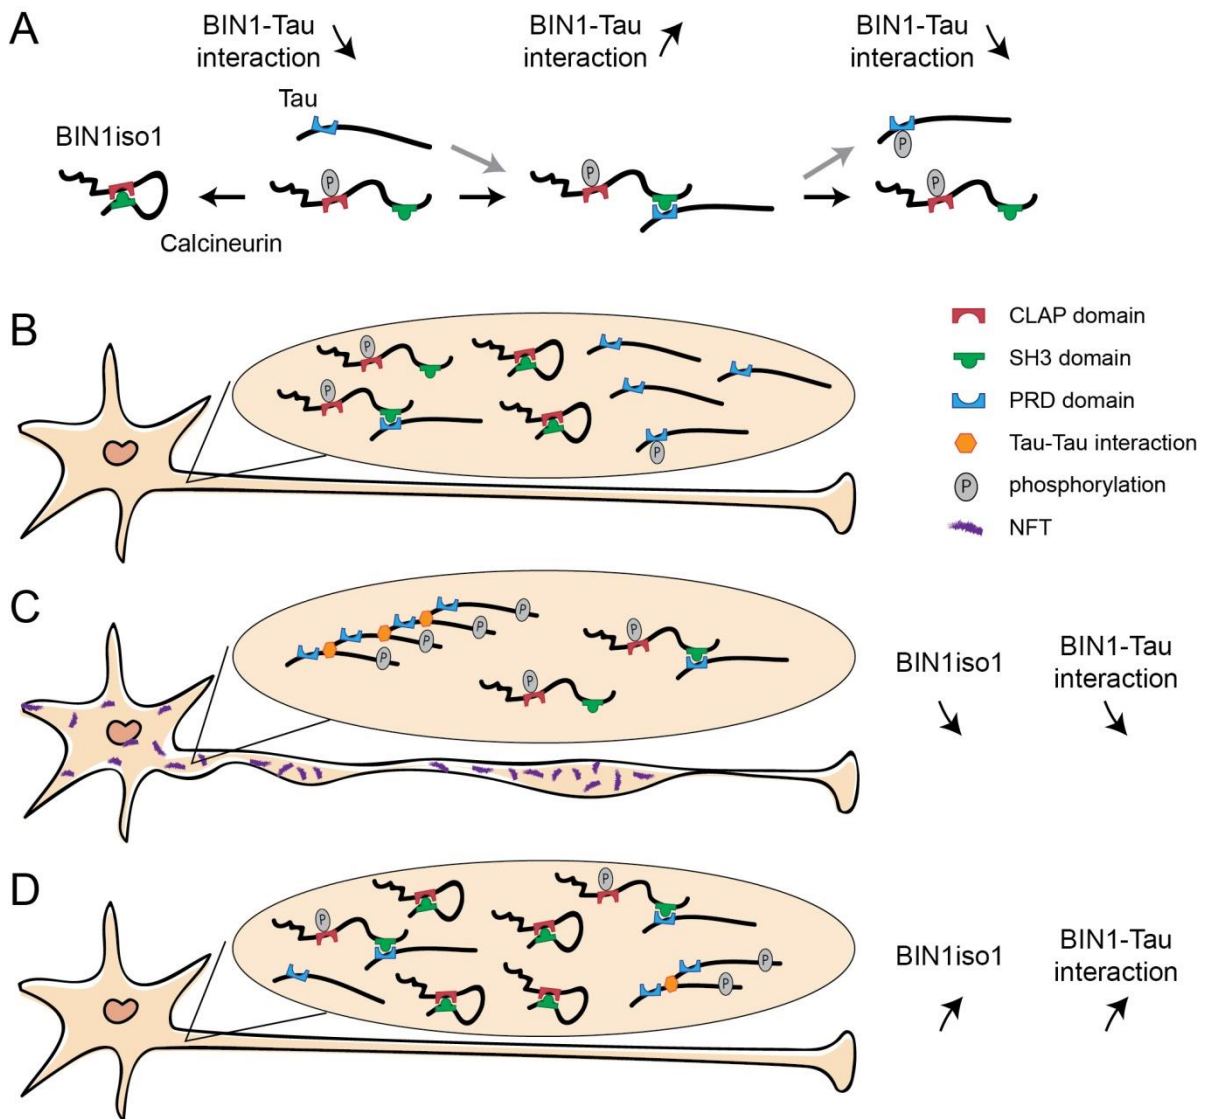 A
BIN1-Tau
interaction
BIN1-Tau
interaction
BIN1-Tau
interaction
Tau
BIN1iso1
P
P
P
P
Calcineurin
B
P
P
P
CLAP domain
SH3 domain
PRD domain
Tau-Tau interaction
P phosphorylation
NFT
C
P
P
P
P
P
P
BIN1iso1
BIN1-Tau
interaction
D
P
P
P
P
BIN1iso1
BIN1-Tau
interaction